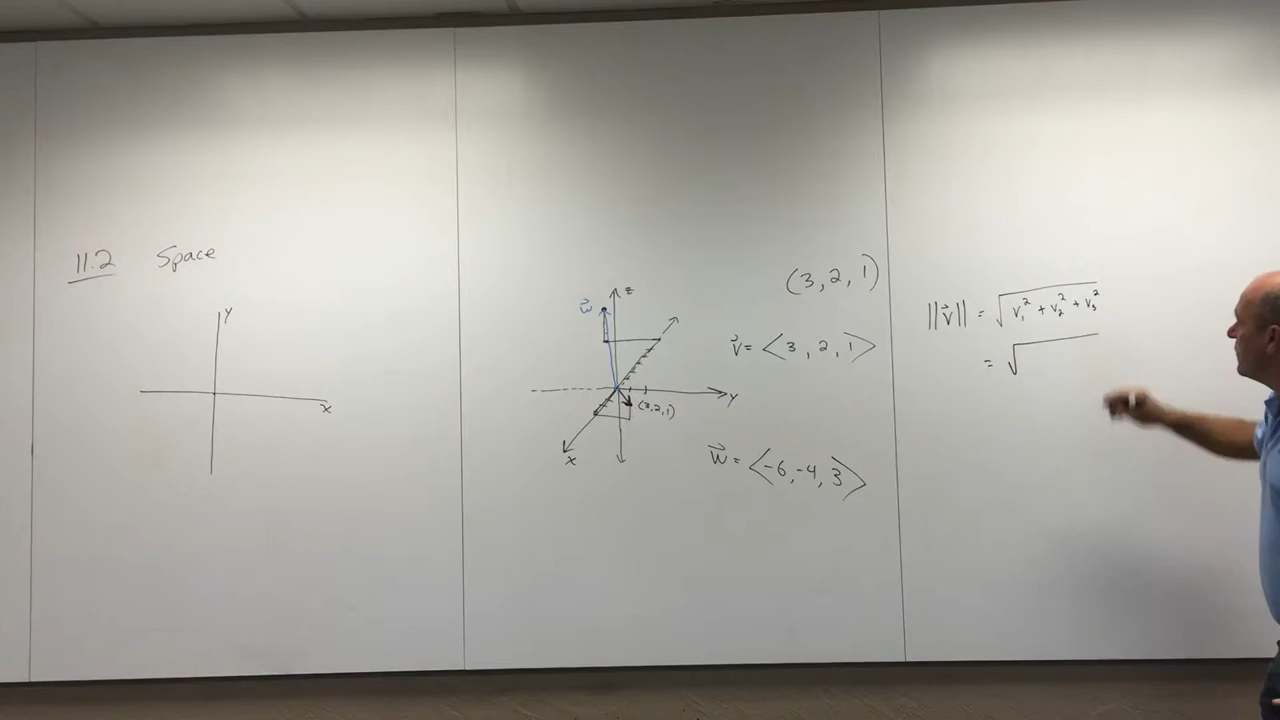 11.2 Space
y
x
w⃗
z
y
(3,2,1)
x
(3, 2, 1)
v⃗ = <3, 2, 1>
w⃗ = <-6, -4, 3>
||v⃗|| = √(v₁² + v₂² + v₃²)
= √